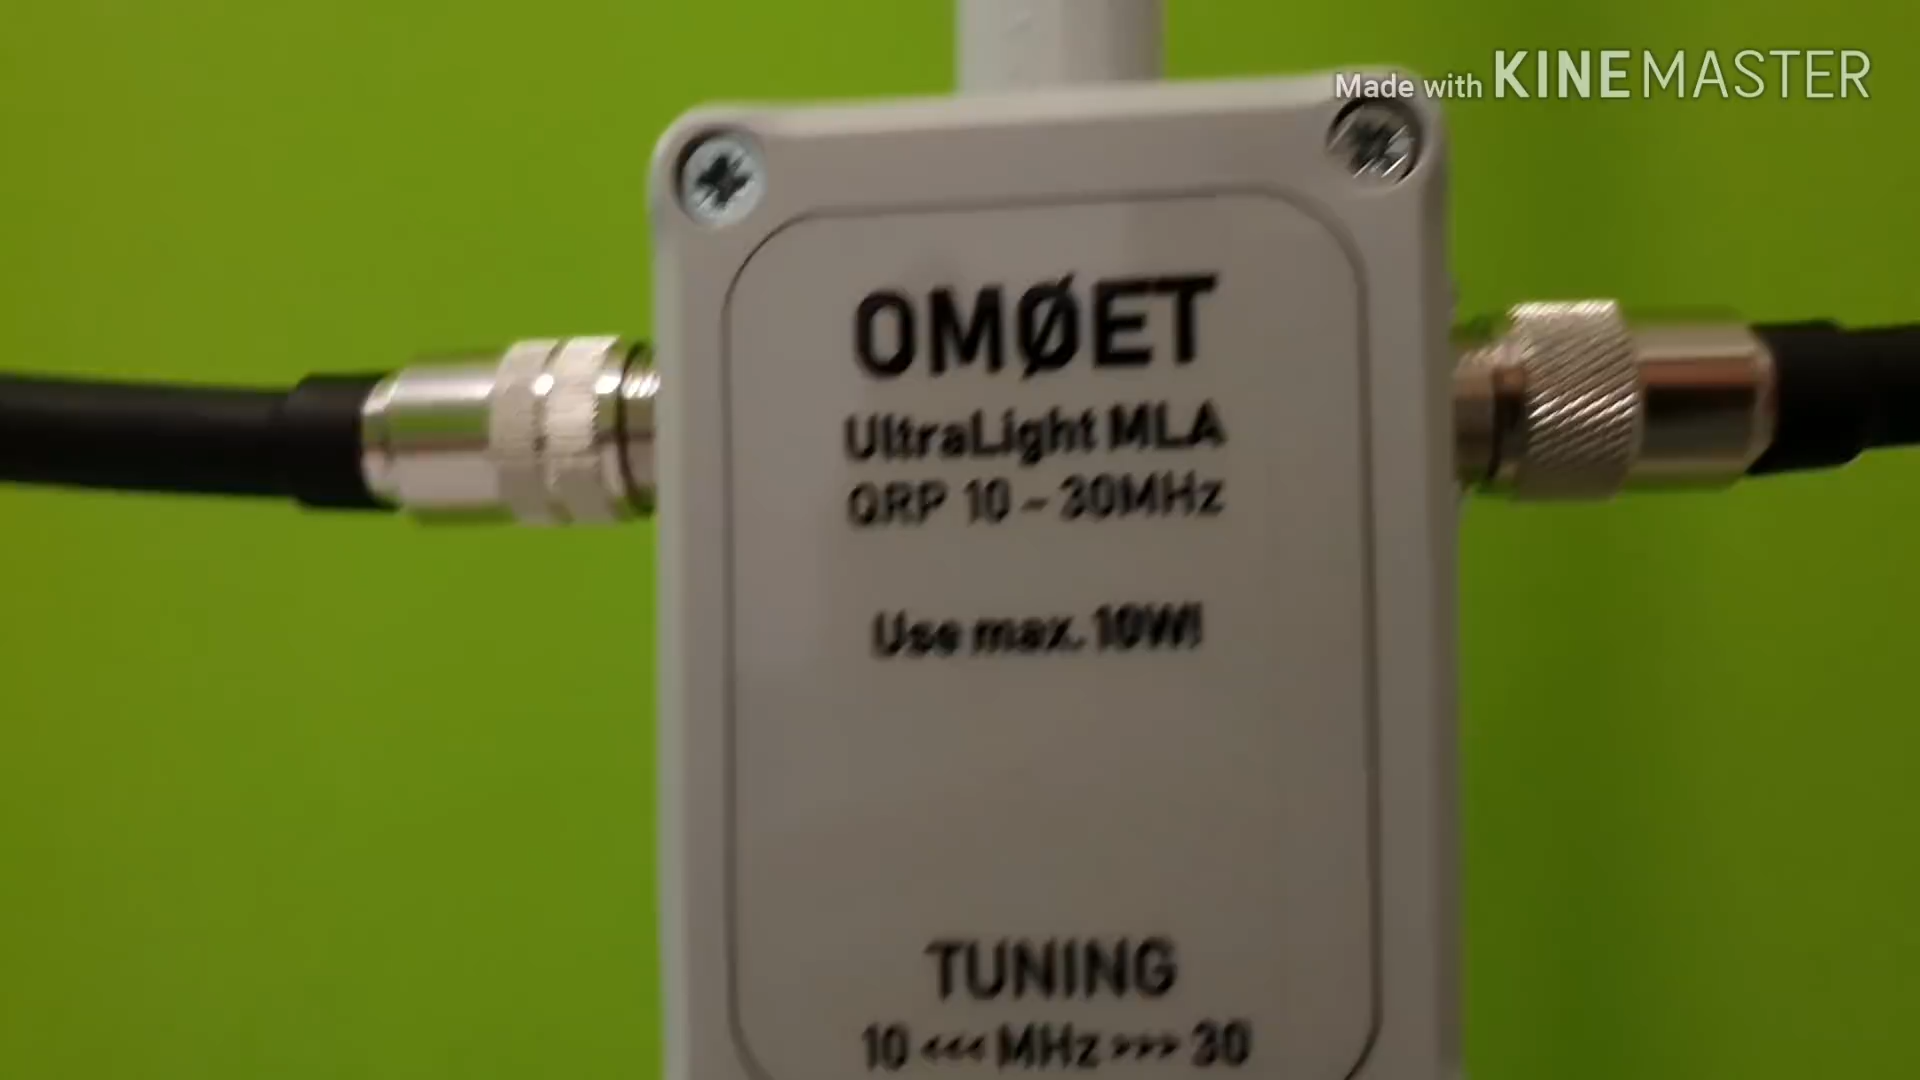 Made with KINEMASTER
OMØET
UltraLight MLA
QRP 10 - 30MHz
Use max. 10W!
TUNING
10 <<< MHz >>> 30